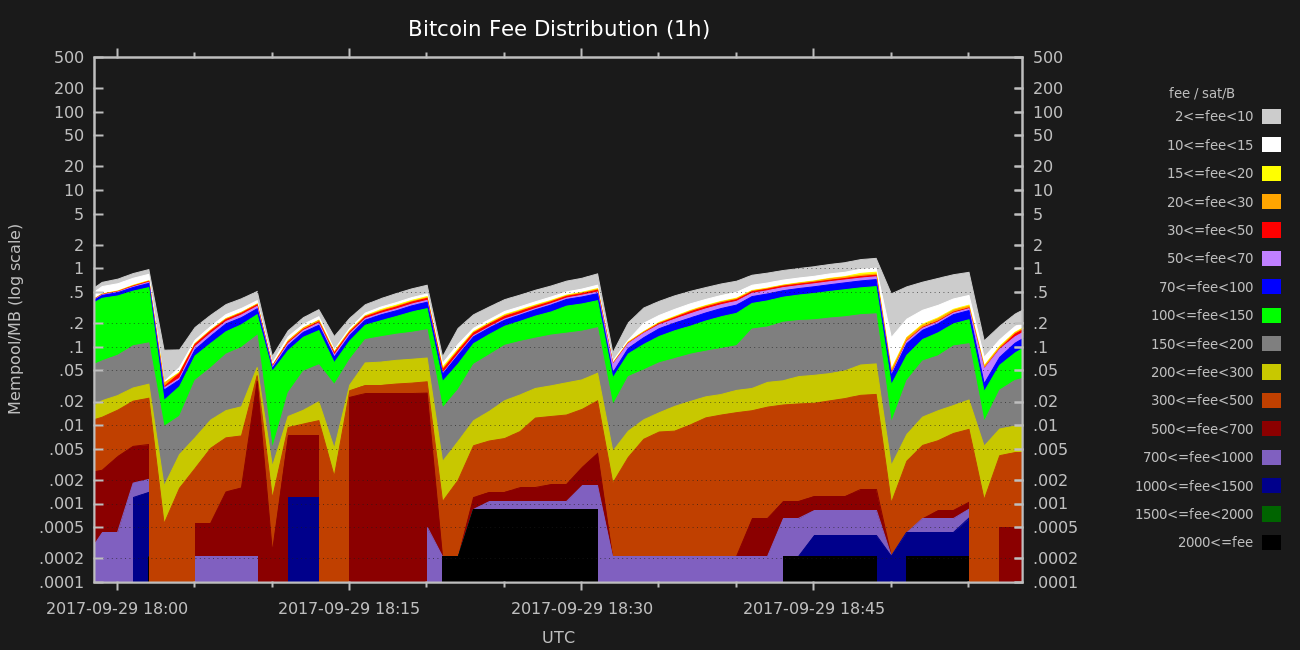 Bitcoin Fee Distribution (1h)
Mempool/MB (log scale)
500
200
100
50
20
10
5
2
1
.5
.2
.1
.05
.02
.01
.005
.002
.001
.0005
.0002
.0001
500
200
100
50
20
10
5
2
1
.5
.2
.1
.05
.02
.01
.005
.002
.001
.0005
.0002
.0001
2017-09-29 18:00 2017-09-29 18:15 2017-09-29 18:30 2017-09-29 18:45
UTC
fee / sat/B
2<=fee<10
10<=fee<15
15<=fee<20
20<=fee<30
30<=fee<50
50<=fee<70
70<=fee<100
100<=fee<150
150<=fee<200
200<=fee<300
300<=fee<500
500<=fee<700
700<=fee<1000
1000<=fee<1500
1500<=fee<2000
2000<=fee